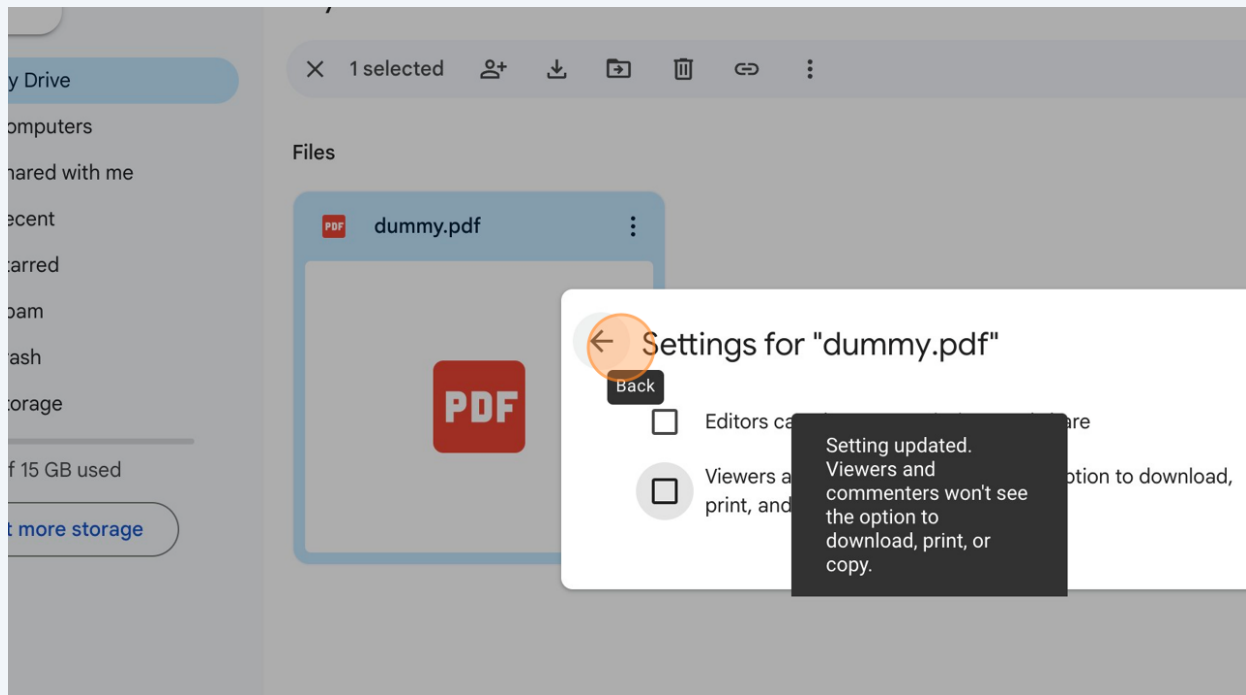 1 selected
y Drive
omputers
hared with me
ecent
tarred
pam
ash
torage
f 15 GB used
t more storage
Files
PDF dummy.pdf
PDF
Settings for "dummy.pdf"
Back
Editors ca
are
Viewers a
ption to download,
print, and
Setting updated.
Viewers and
commenters won't see
the option to
download, print, or
copy.